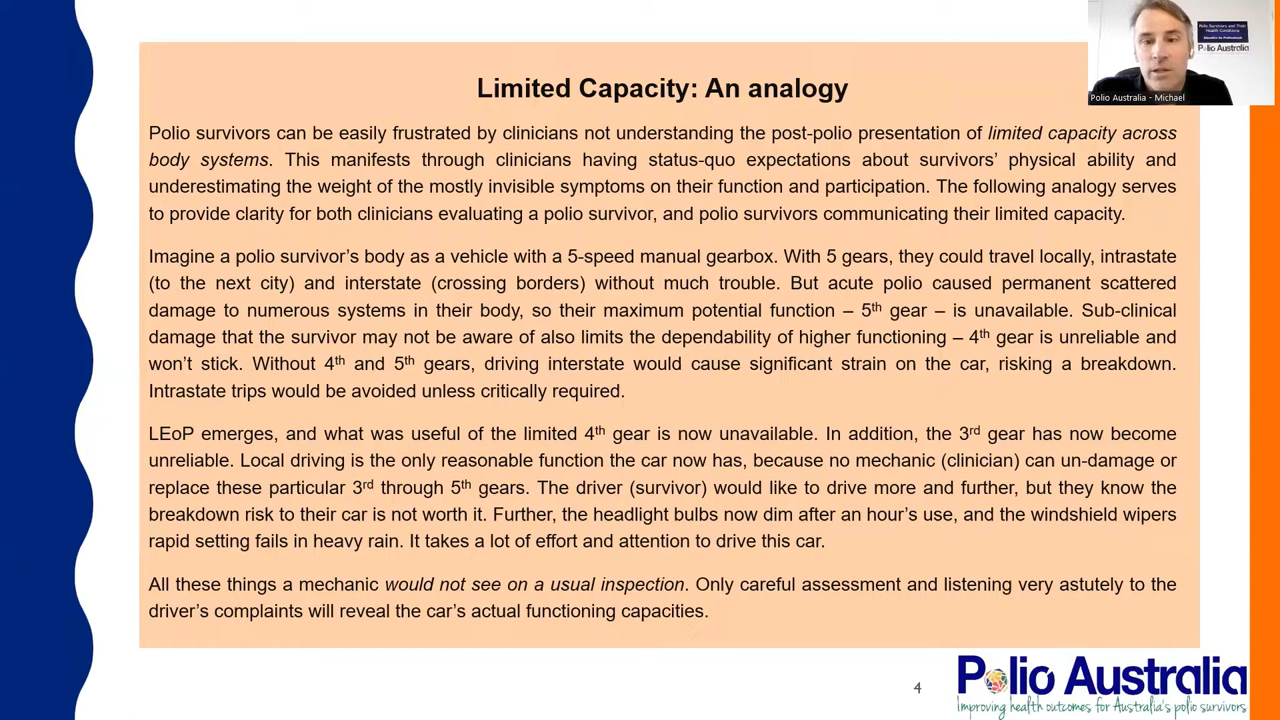 Limited Capacity: An analogy
Polio survivors can be easily frustrated by clinicians not understanding the post-polio presentation of limited capacity across
body systems. This manifests through clinicians having status-quo expectations about survivors' physical ability and
underestimating the weight of the mostly invisible symptoms on their function and participation. The following analogy serves
to provide clarity for both clinicians evaluating a polio survivor, and polio survivors communicating their limited capacity.
Imagine a polio survivor's body as a vehicle with a 5-speed manual gearbox. With 5 gears, they could travel locally, intrastate
(to the next city) and interstate (crossing borders) without much trouble. But acute polio caused permanent scattered
damage to numerous systems in their body, so their maximum potential function – 5th gear – is unavailable. Sub-clinical
damage that the survivor may not be aware of also limits the dependability of higher functioning – 4th gear is unreliable and
won't stick. Without 4th and 5th gears, driving interstate would cause significant strain on the car, risking a breakdown.
Intrastate trips would be avoided unless critically required.
LEoP emerges, and what was useful of the limited 4th gear is now unavailable. In addition, the 3rd gear has now become
unreliable. Local driving is the only reasonable function the car now has, because no mechanic (clinician) can un-damage or
replace these particular 3rd through 5th gears. The driver (survivor) would like to drive more and further, but they know the
breakdown risk to their car is not worth it. Further, the headlight bulbs now dim after an hour's use, and the windshield wipers
rapid setting fails in heavy rain. It takes a lot of effort and attention to drive this car.
All these things a mechanic would not see on a usual inspection. Only careful assessment and listening very astutely to the
driver's complaints will reveal the car's actual functioning capacities.
Polio Survivors and Their
Health Conditions
Education for Professionals
Polio Australia
Polio Australia - Michael
4
Polio Australia
Improving health outcomes for Australia's polio survivors